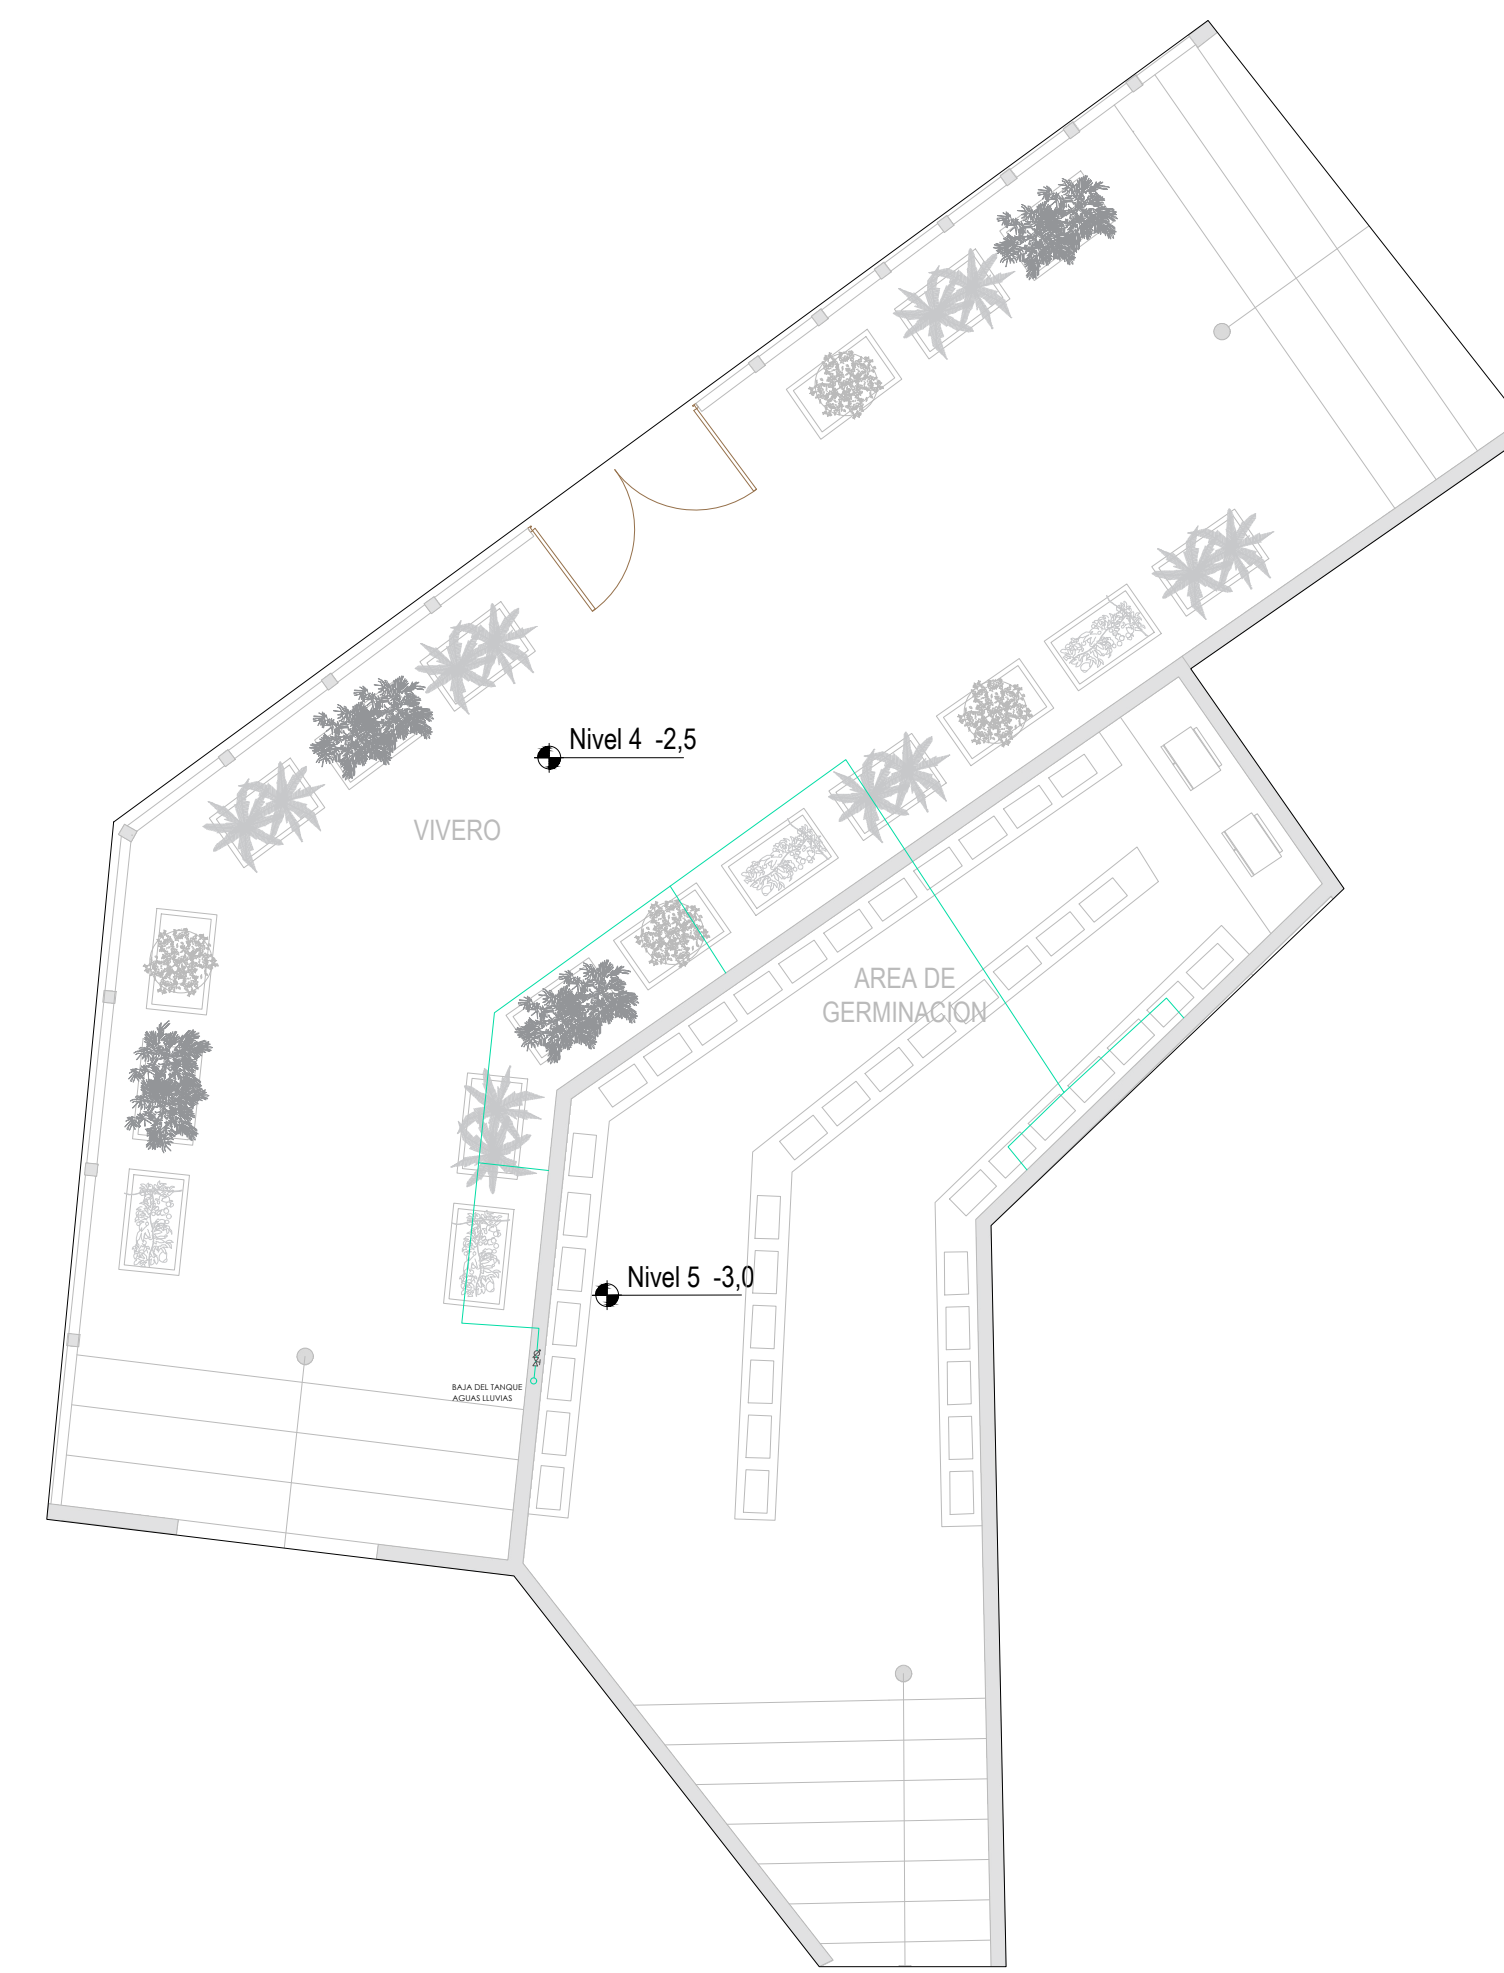 Nivel 4  -2,5
VIVERO
AREA DE
GERMINACION
Nivel 5  -3,0
BAJA DEL TANQUE
AGUAS LLUVIAS